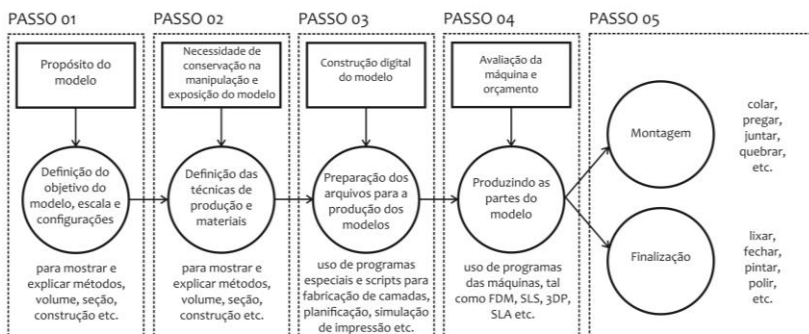 PASSO 01
Propósito do
modelo
Definição do
objetivo do
modelo, escala e
configurações
para mostrar e
explicar métodos,
volume, seção,
construção etc.
PASSO 02
Necessidade de
conservação na
manipulação e
exposição do modelo
Definição das
técnicas de
produção e
materiais
para mostrar e
explicar métodos,
volume, seção,
construção etc.
PASSO 03
Construção digital
do modelo
Preparação dos
arquivos para a
produção dos
modelos
uso de programas
especiais e scripts para
fabricação de camadas,
planificação, simulação
de impressão etc.
PASSO 04
Avaliação da
máquina e
orçamento
Produzindo as
partes do
modelo
uso de programas
das máquinas, tal
como FDM, SLS, 3DP,
SLA etc.
PASSO 05
Montagem
colar,
pregar,
juntar,
quebrar,
etc.
Finalização
lixar,
fechar,
pintar,
polir,
etc.